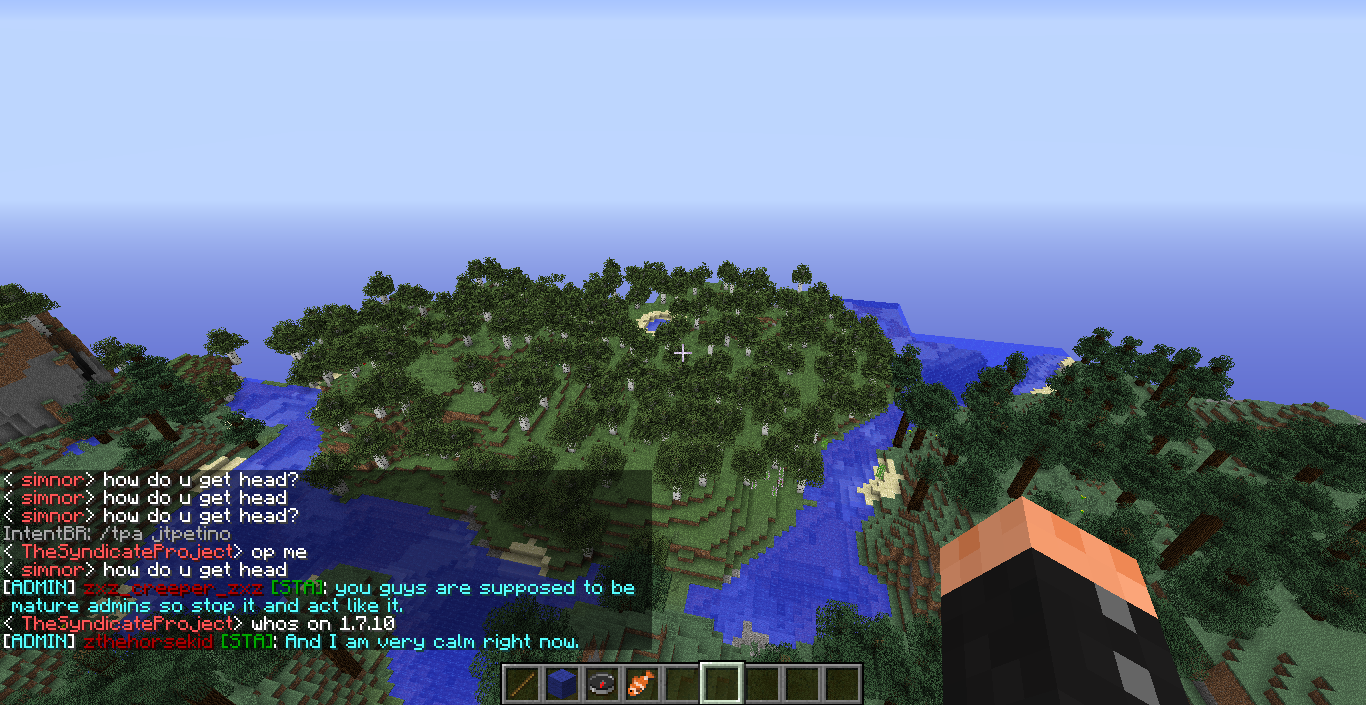 < simnor> how do u get head?
< simnor> how do u get head
< simnor> how do u get head?
IntentBR: /tpa jtpetino
< TheSyndicateProject> op me
< simnor> how do u get head
[ADMIN] zxz_creeper_zxz [STA]: you guys are supposed to be
mature admins so stop it and act like it.
< TheSyndicateProject> whos on 1.7.10
[ADMIN] zthehorsekid [STA]: And I am very calm right now.